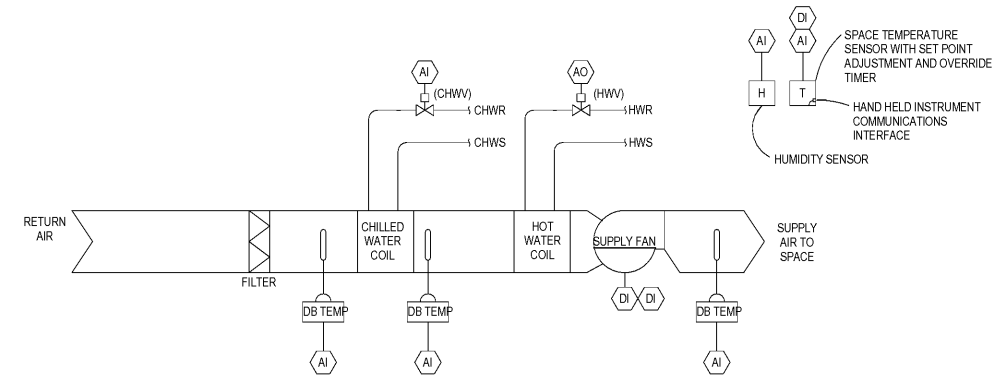 DI
AI
AI
SPACE TEMPERATURE
SENSOR WITH SET POINT
ADJUSTMENT AND OVERRIDE
TIMER
AI
AO
(CHWV)
(HWV)
H
T
CHWR
HWR
HAND HELD INSTRUMENT
COMMUNICATIONS
INTERFACE
CHWS
HWS
HUMIDITY SENSOR
RETURN
AIR
CHILLED
WATER
COIL
HOT
WATER
COIL
SUPPLY FAN
SUPPLY
AIR TO
SPACE
FILTER
DI
DI
DB TEMP
DB TEMP
DB TEMP
AI
AI
AI